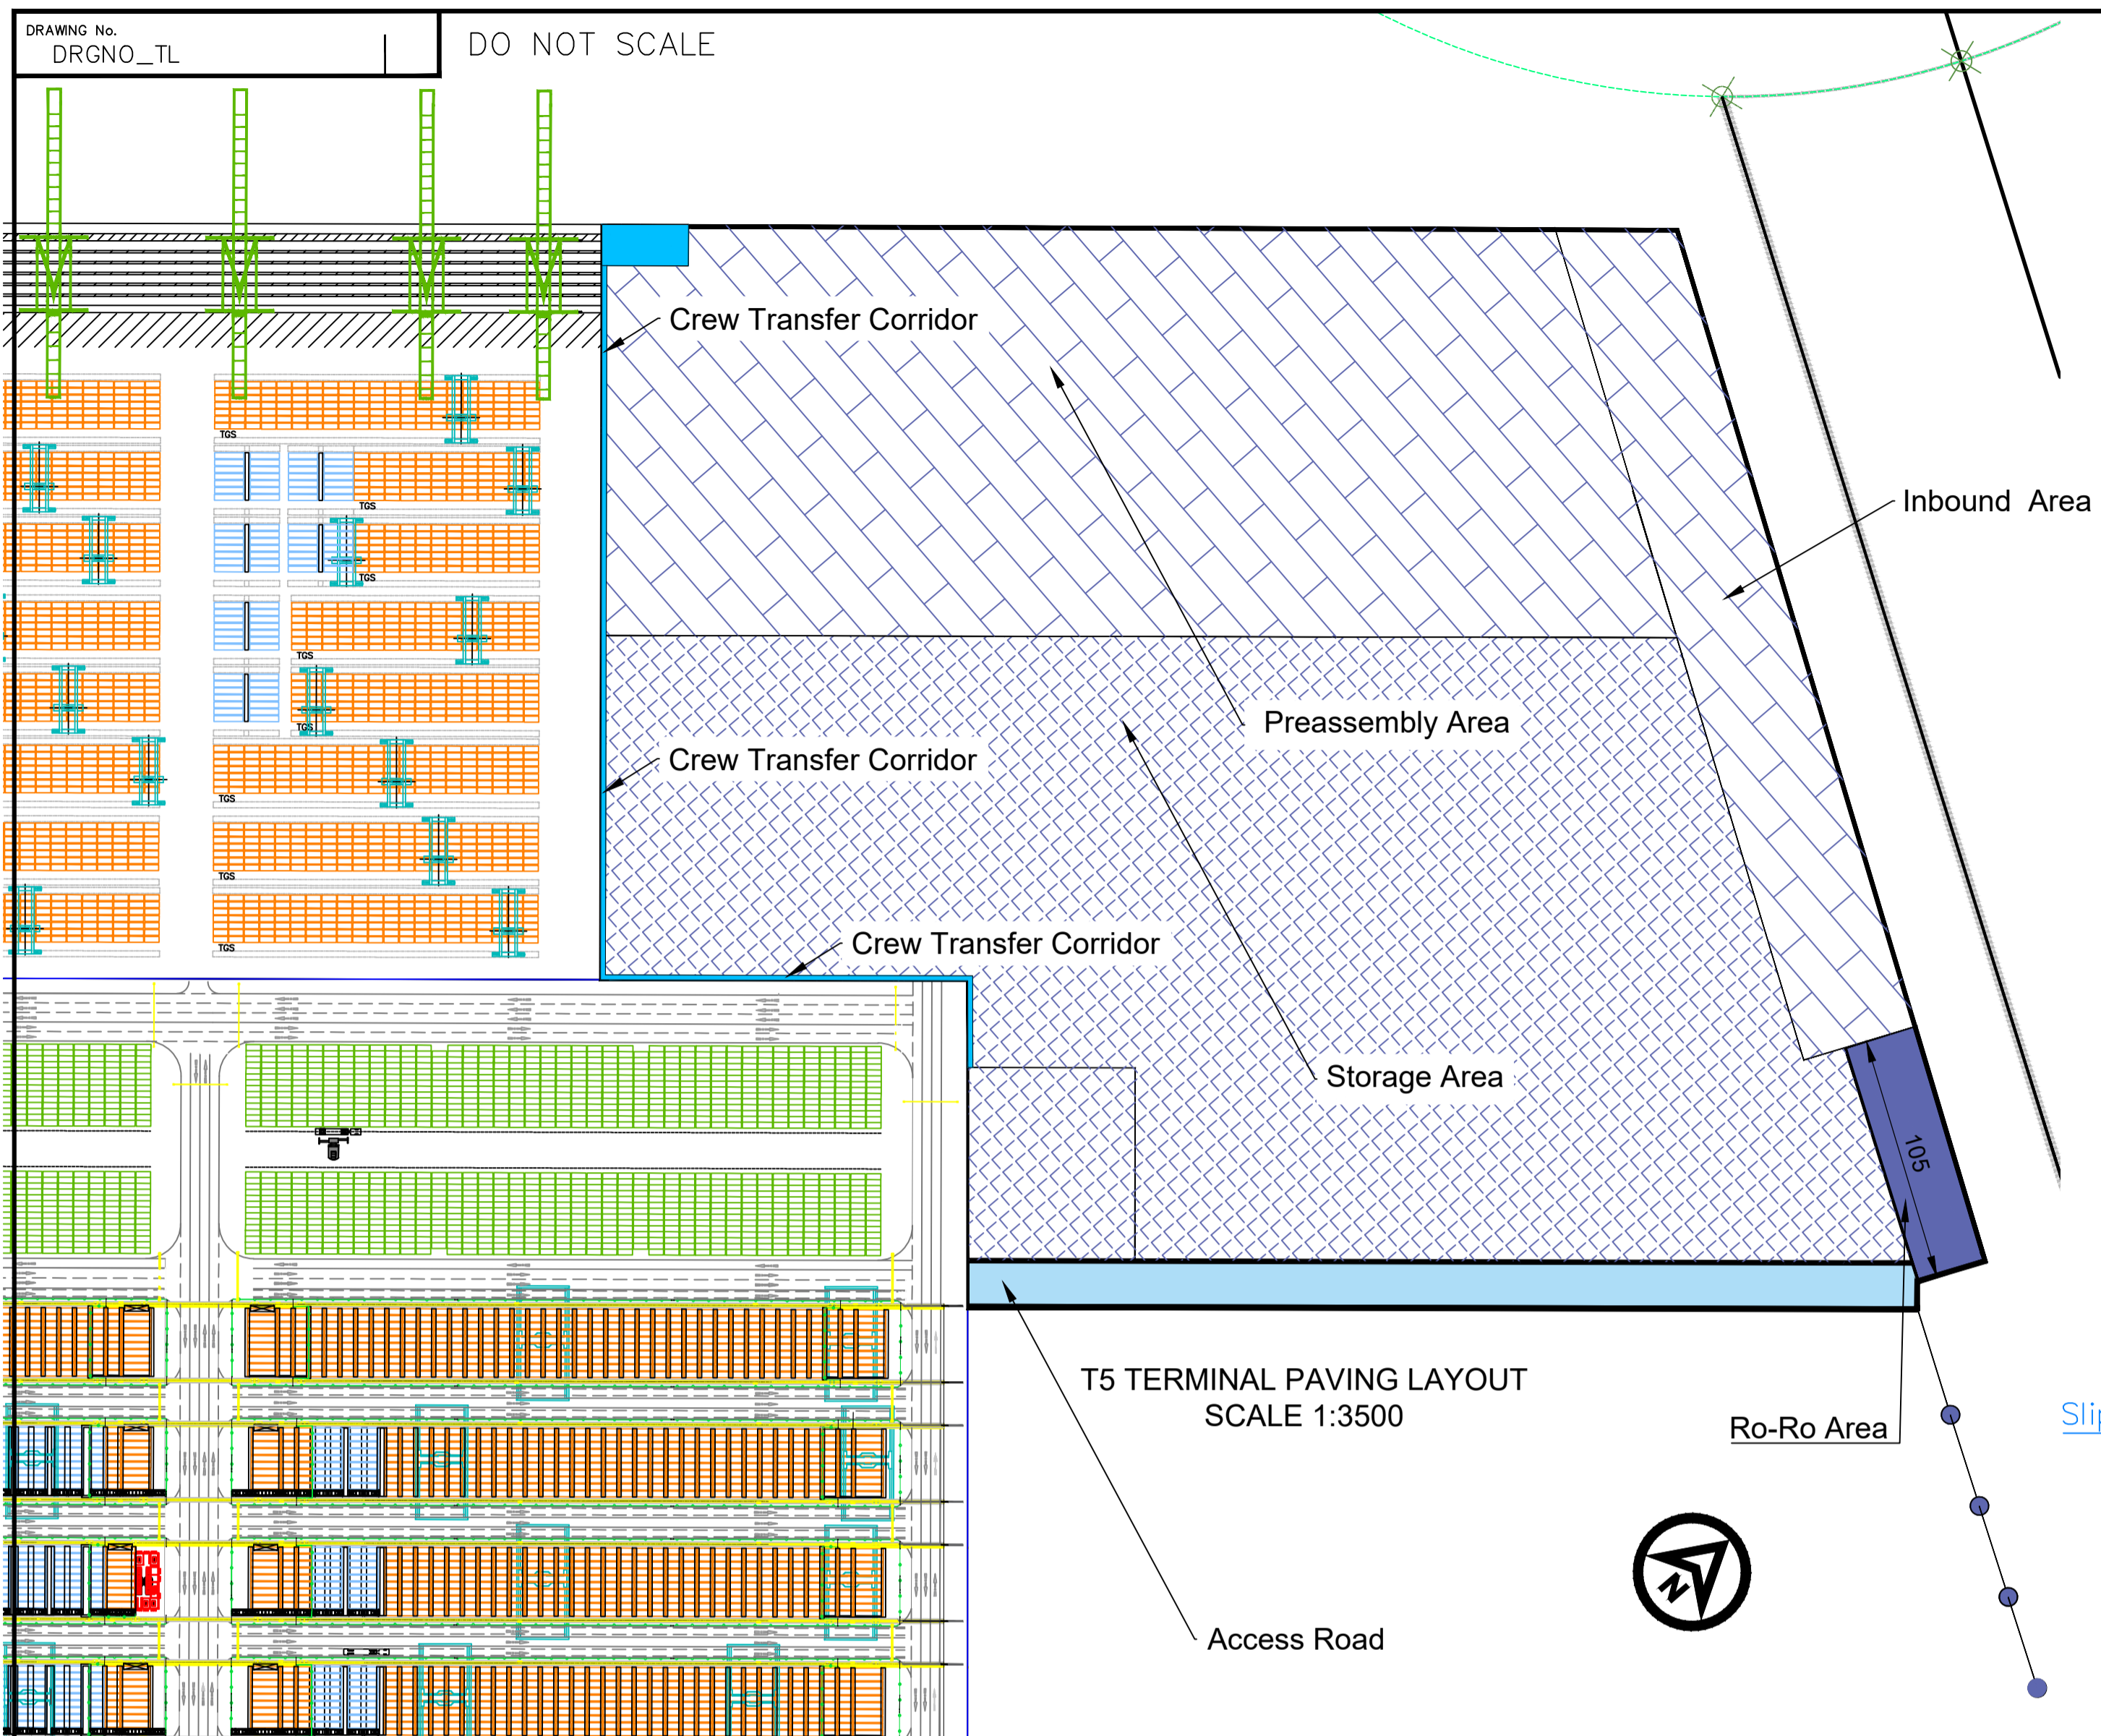 DRAWING No.
DRGNO_TL
DO NOT SCALE
Crew Transfer Corridor
TGS
Inbound Area
TGS
TGS
TGS
Preassembly Area
TGS
Crew Transfer Corridor
TGS
TGS
Crew Transfer Corridor
TGS
Storage Area
105
T5 TERMINAL PAVING LAYOUT
SCALE 1:3500
Ro-Ro Area
Slip
N
Access Road